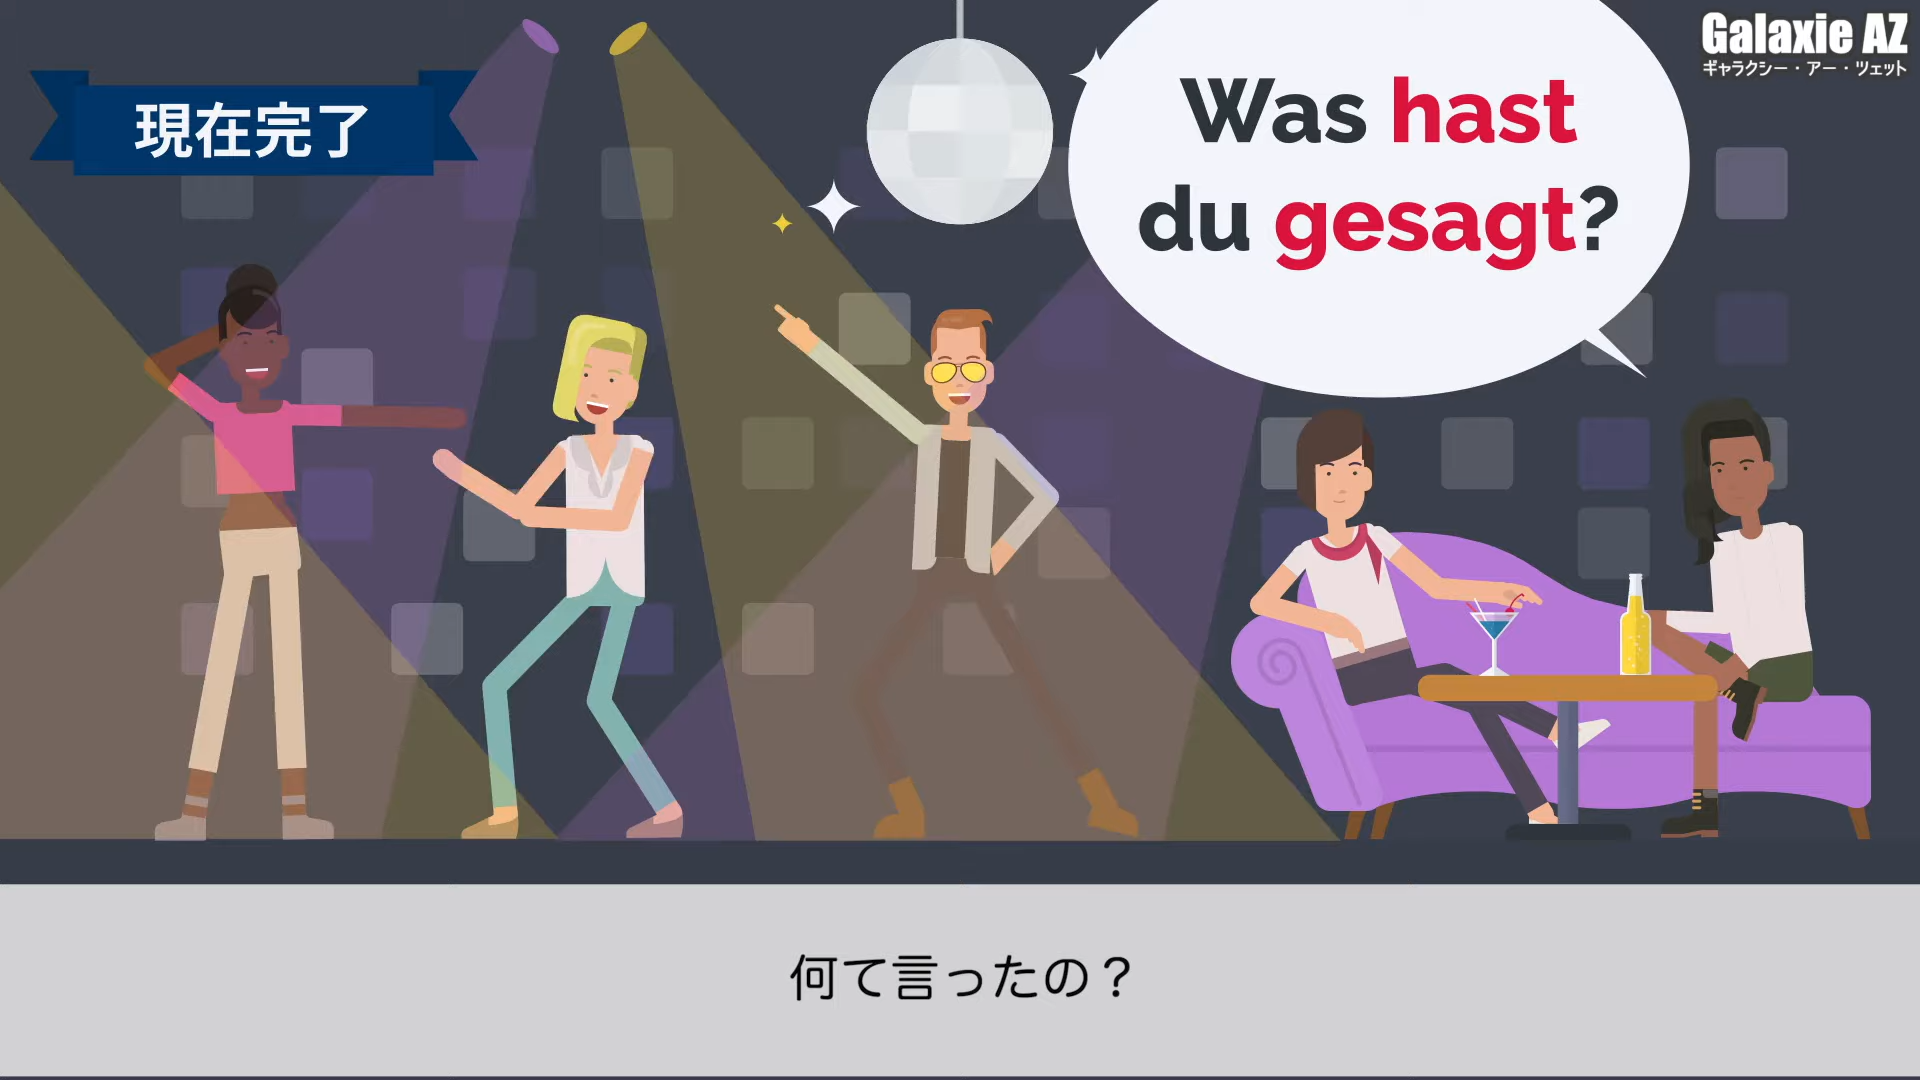 Galaxie AZ
ギャラクシー・アー・ツェット
現在完了
Was hast
du gesagt?
何て言ったの？